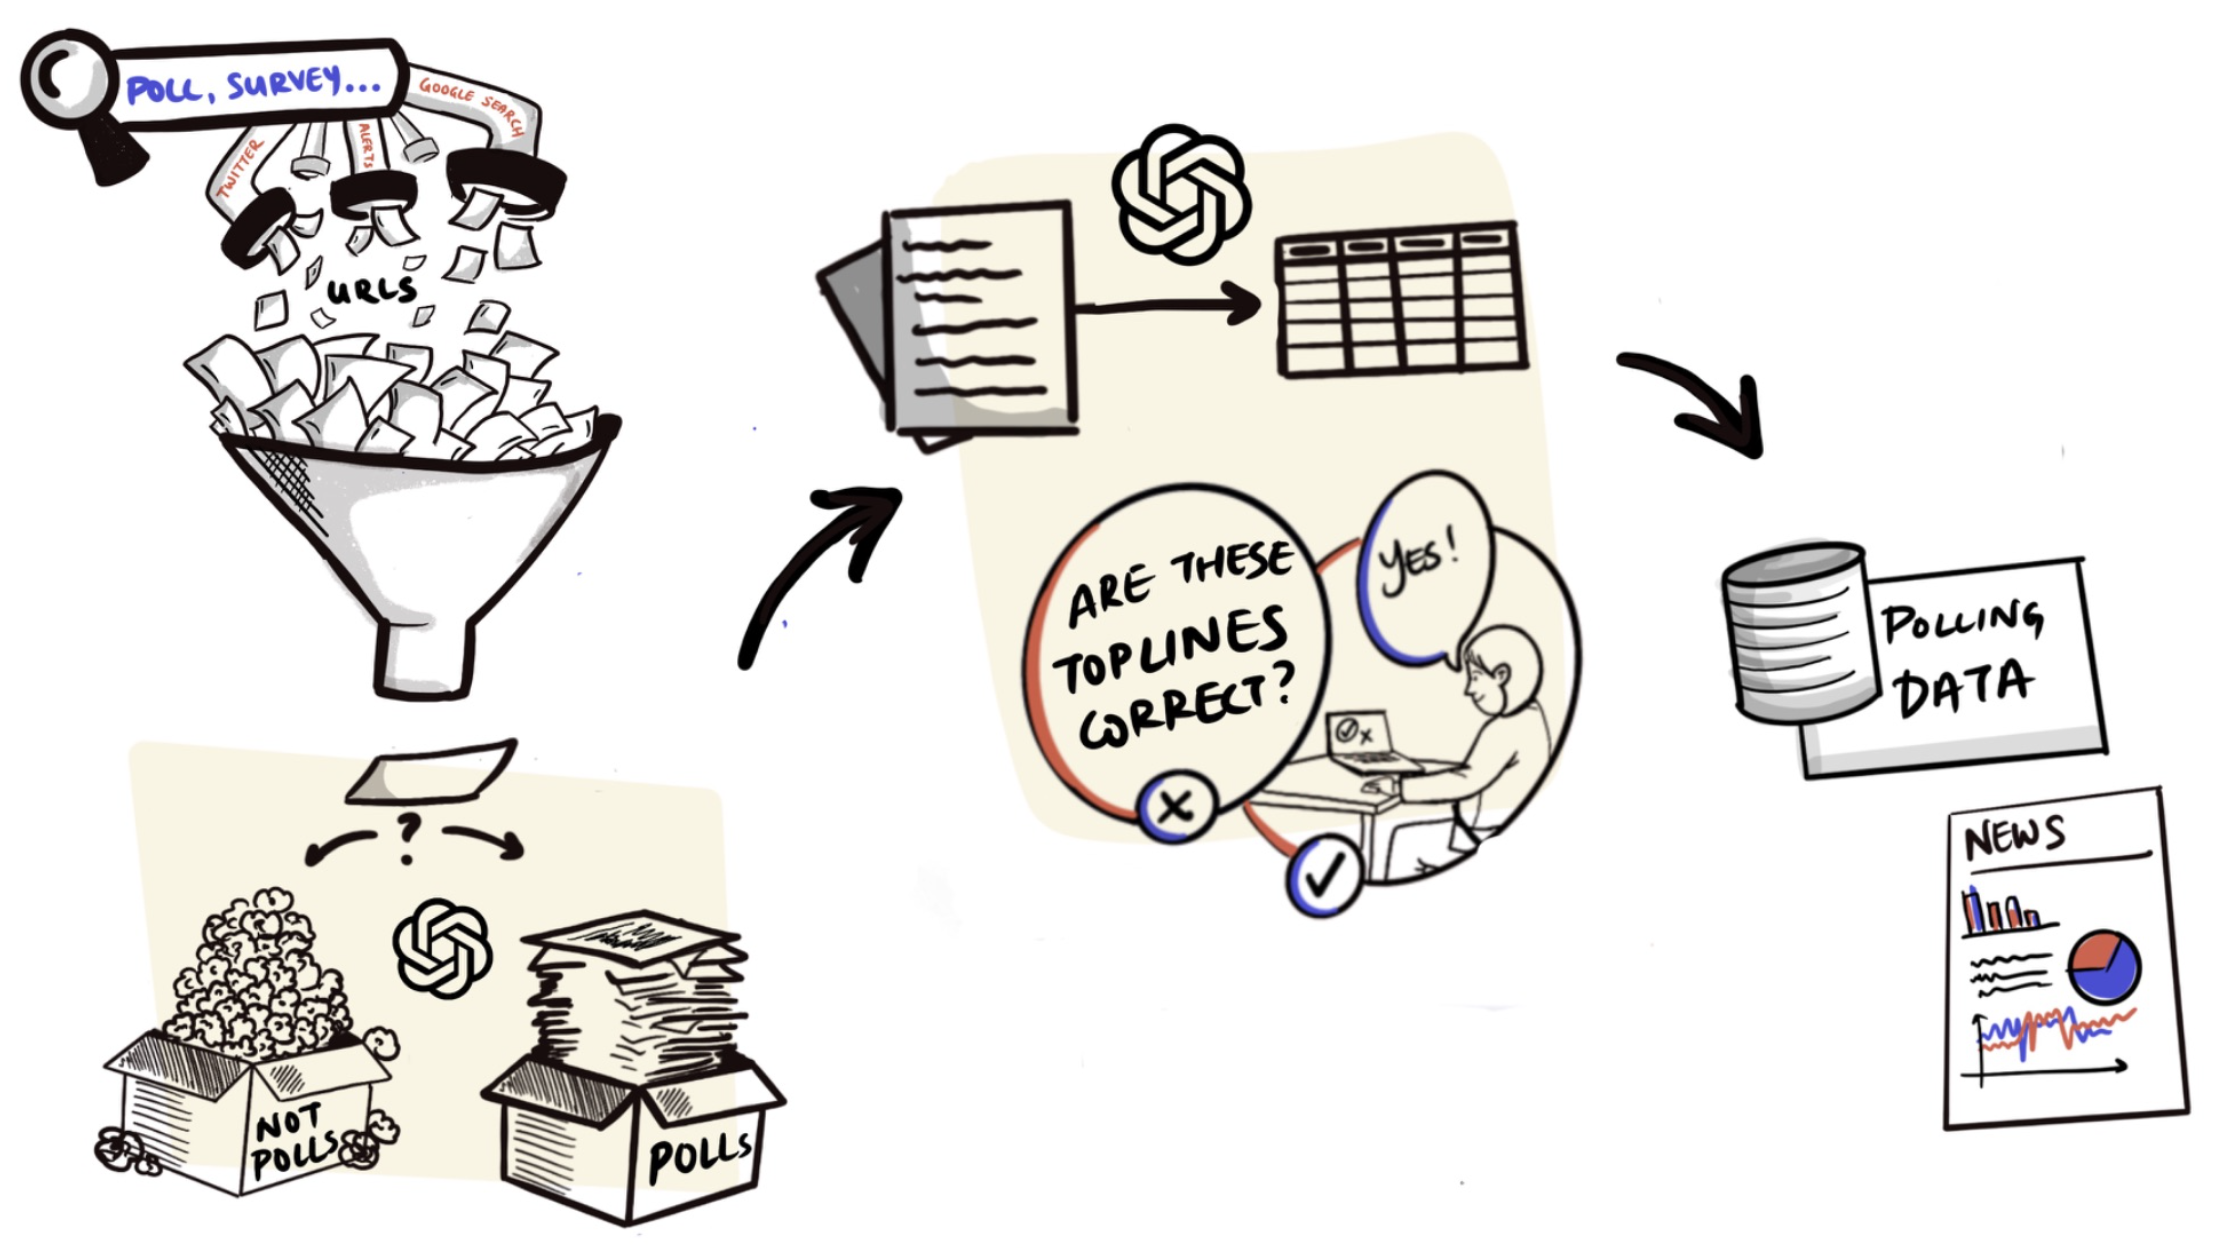 POLL, SURVEY...
GOOGLE SEARCH
TWITTER
ALERTS
URLS
?
NOT
POLLS
POLLS
ARE THESE
TOPLINES
CORRECT?
YES!
POLLING
DATA
NEWS